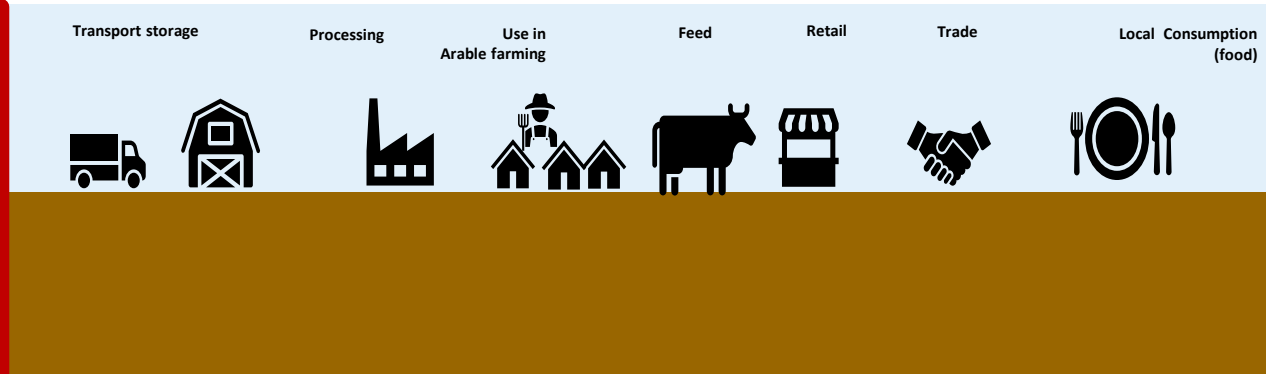 Transport storage
Processing
Use in
Arable farming
Feed
Retail
Trade
Local Consumption
(food)